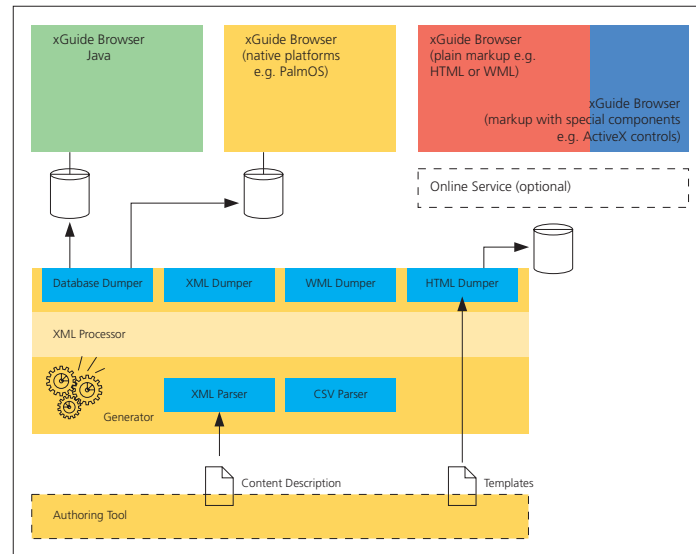 xGuide Browser
Java
xGuide Browser
(native platforms
e.g. PalmOS)
xGuide Browser
(plain markup e.g.
HTML or WML)
xGuide Browser
(markup with special components
e.g. ActiveX controls)
Online Service (optional)
Database Dumper
XML Dumper
WML Dumper
HTML Dumper
XML Processor
XML Parser
CSV Parser
Generator
Content Description
Templates
Authoring Tool